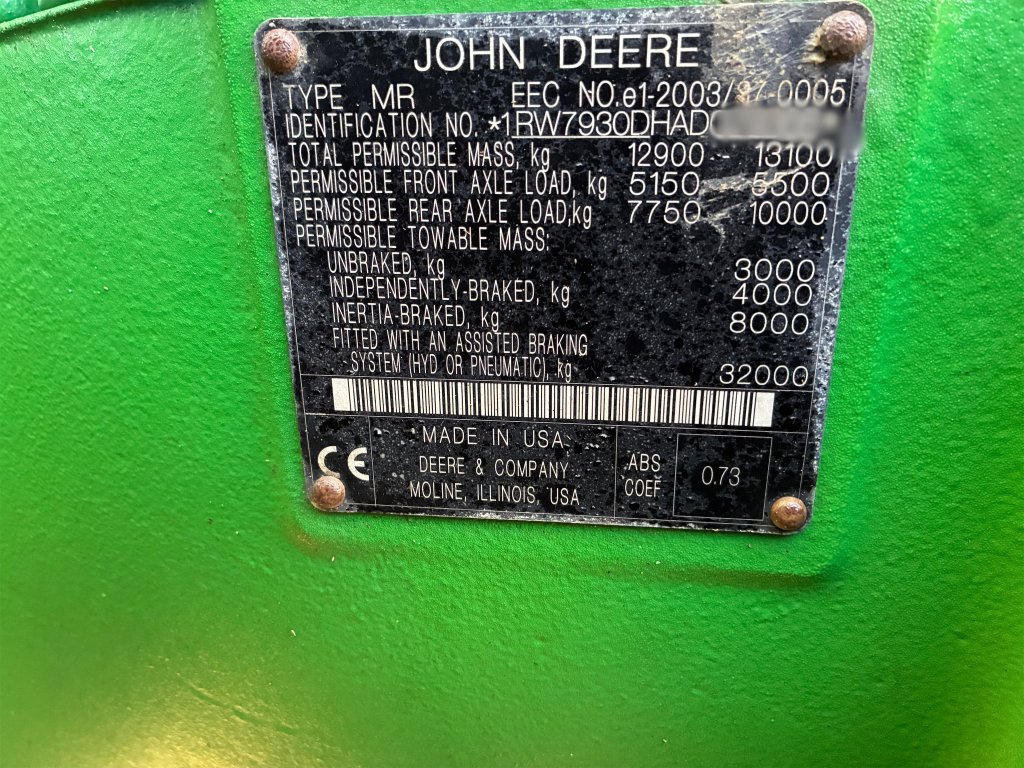 JOHN DEERE
TYPE MR EEC NO.e1-2003/37-0005
IDENTIFICATION NO. *1RW7930DHAD
TOTAL PERMISSIBLE MASS, kg 12900 - 13100
PERMISSIBLE FRONT AXLE LOAD, kg 5150 - 5500
PERMISSIBLE REAR AXLE LOAD,kg 7750 - 10000
PERMISSIBLE TOWABLE MASS:
UNBRAKED, kg 3000
INDEPENDENTLY-BRAKED, kg 4000
INERTIA-BRAKED, kg 8000
FITTED WITH AN ASSISTED BRAKING
SYSTEM (HYD OR PNEUMATIC), kg 32000
CE
MADE IN USA
DEERE & COMPANY
MOLINE, ILLINOIS, USA
ABS
COEF
0.73